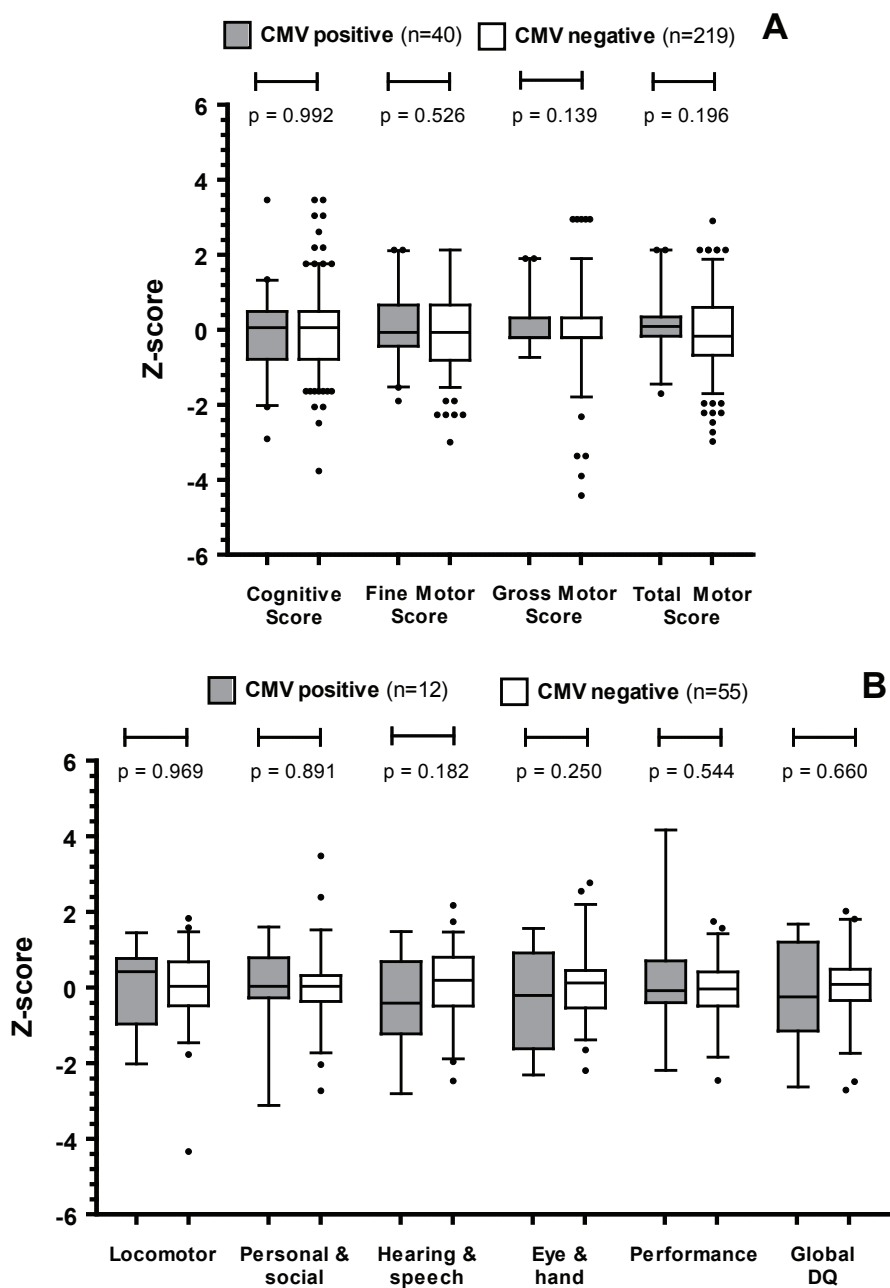 CMV positive (n=40) CMV negative (n=219) A
p = 0.992 p = 0.526 p = 0.139 p = 0.196
6
4
2
0
-2
-4
-6
Z-score
Cognitive Score
Fine Motor Score
Gross Motor Score
Total Motor Score
CMV positive (n=12) CMV negative (n=55) B
p = 0.969 p = 0.891 p = 0.182 p = 0.250 p = 0.544 p = 0.660
6
4
2
0
-2
-4
-6
Z-score
Locomotor
Personal & social
Hearing & speech
Eye & hand
Performance
Global DQ